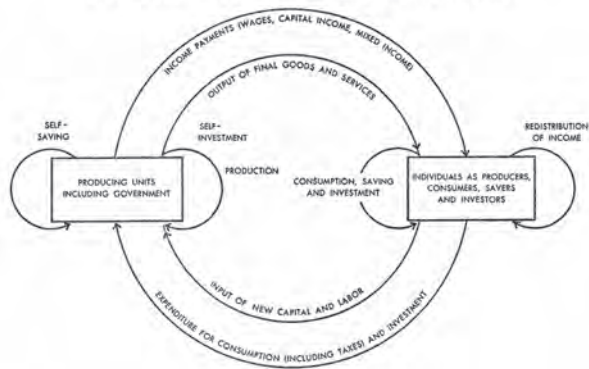 INCOME PAYMENTS (WAGES, CAPITAL INCOME, MIXED INCOME)
OUTPUT OF FINAL GOODS AND SERVICES
SELF-
SAVING
SELF-
INVESTMENT
REDISTRIBUTION
OF INCOME
PRODUCING UNITS
INCLUDING GOVERNMENT
PRODUCTION
CONSUMPTION, SAVING
AND INVESTMENT
INDIVIDUALS AS PRODUCERS,
CONSUMERS, SAVERS
AND INVESTORS
INPUT OF NEW CAPITAL AND LABOR
EXPENDITURE FOR CONSUMPTION (INCLUDING TAXES) AND INVESTMENT